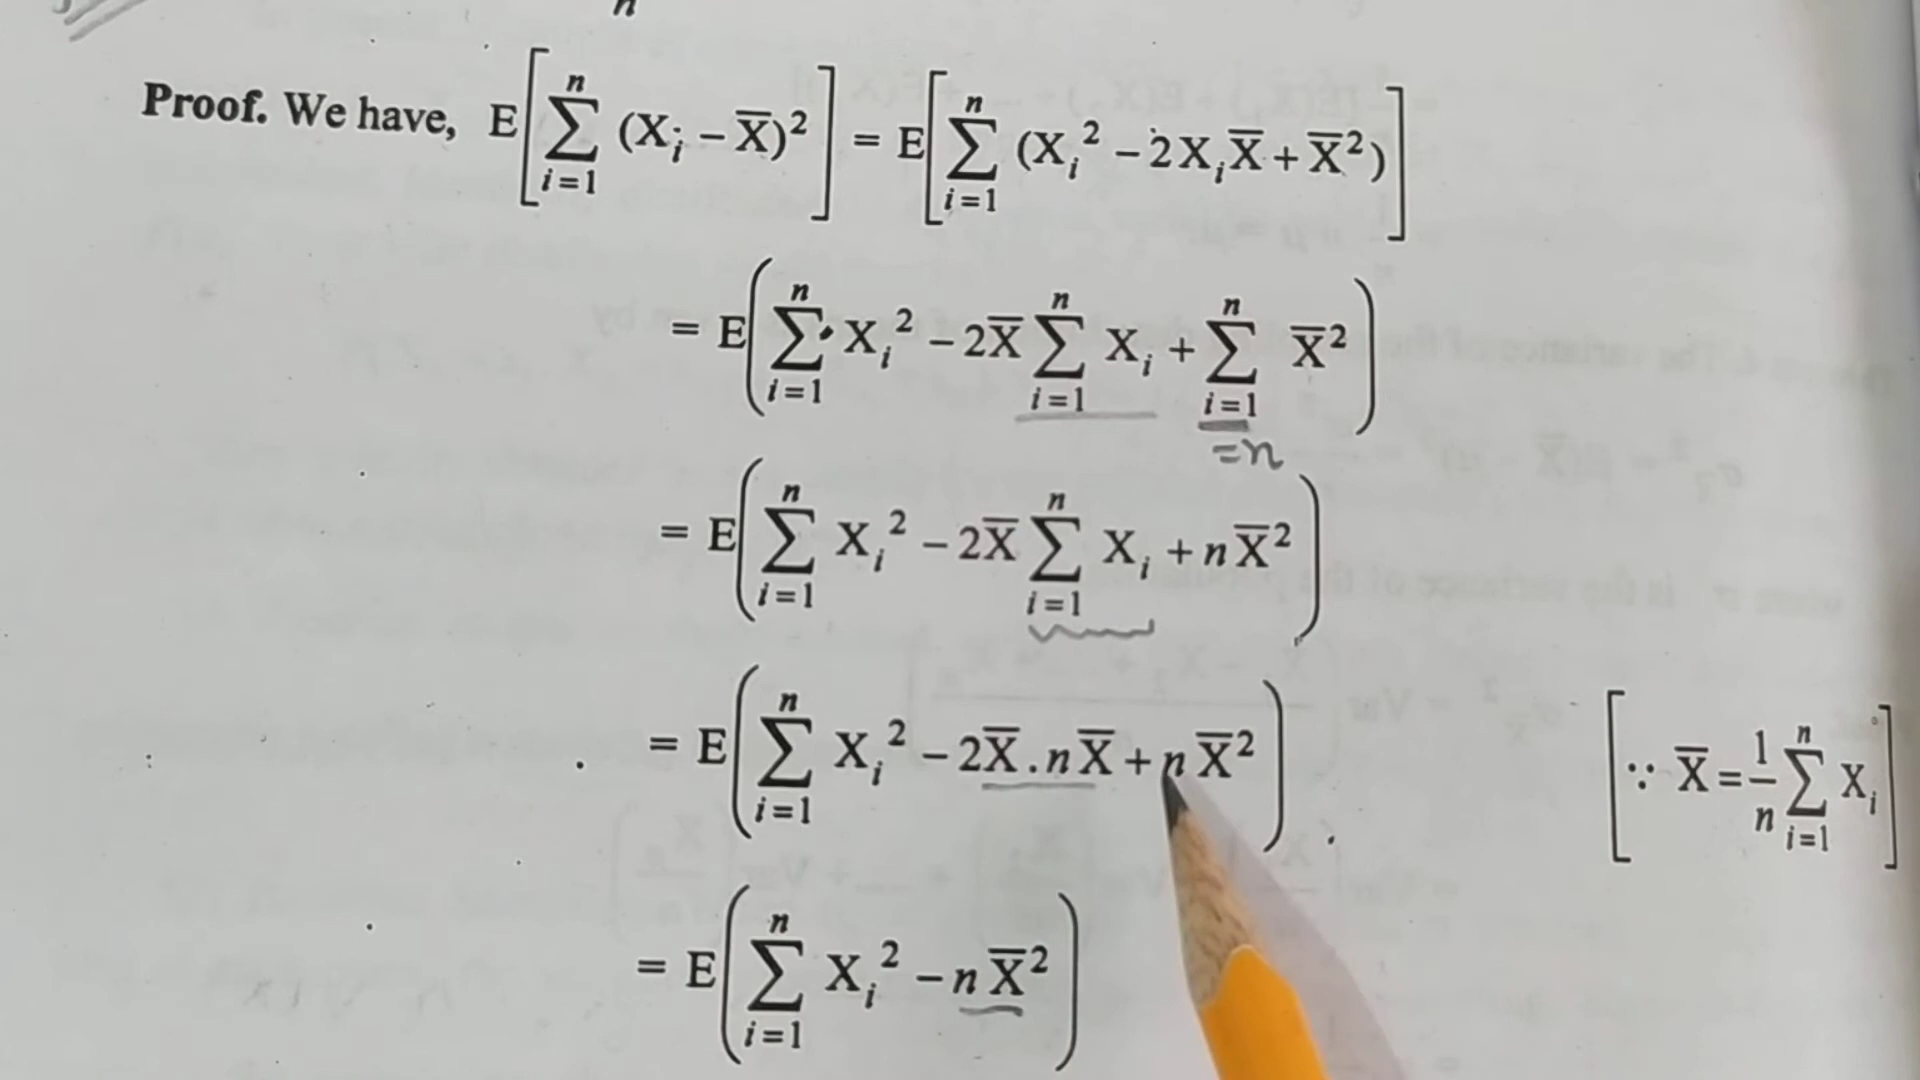 n
Proof. We have, E[∑_{i=1}^{n} (X_i − X̅)²] = E[∑_{i=1}^{n} (X_i² − 2X_iX̅ + X̅²)]
= E(∑_{i=1}^{n} X_i² − 2X̅ ∑_{i=1}^{n} X_i + ∑_{i=1}^{n} X̅²)
=n
= E(∑_{i=1}^{n} X_i² − 2X̅ ∑_{i=1}^{n} X_i + nX̅²)
= E(∑_{i=1}^{n} X_i² − 2X̅ . nX̅ + nX̅²) [∵ X̅ = 1/n ∑_{i=1}^{n} X_i]
= E(∑_{i=1}^{n} X_i² − nX̅²)